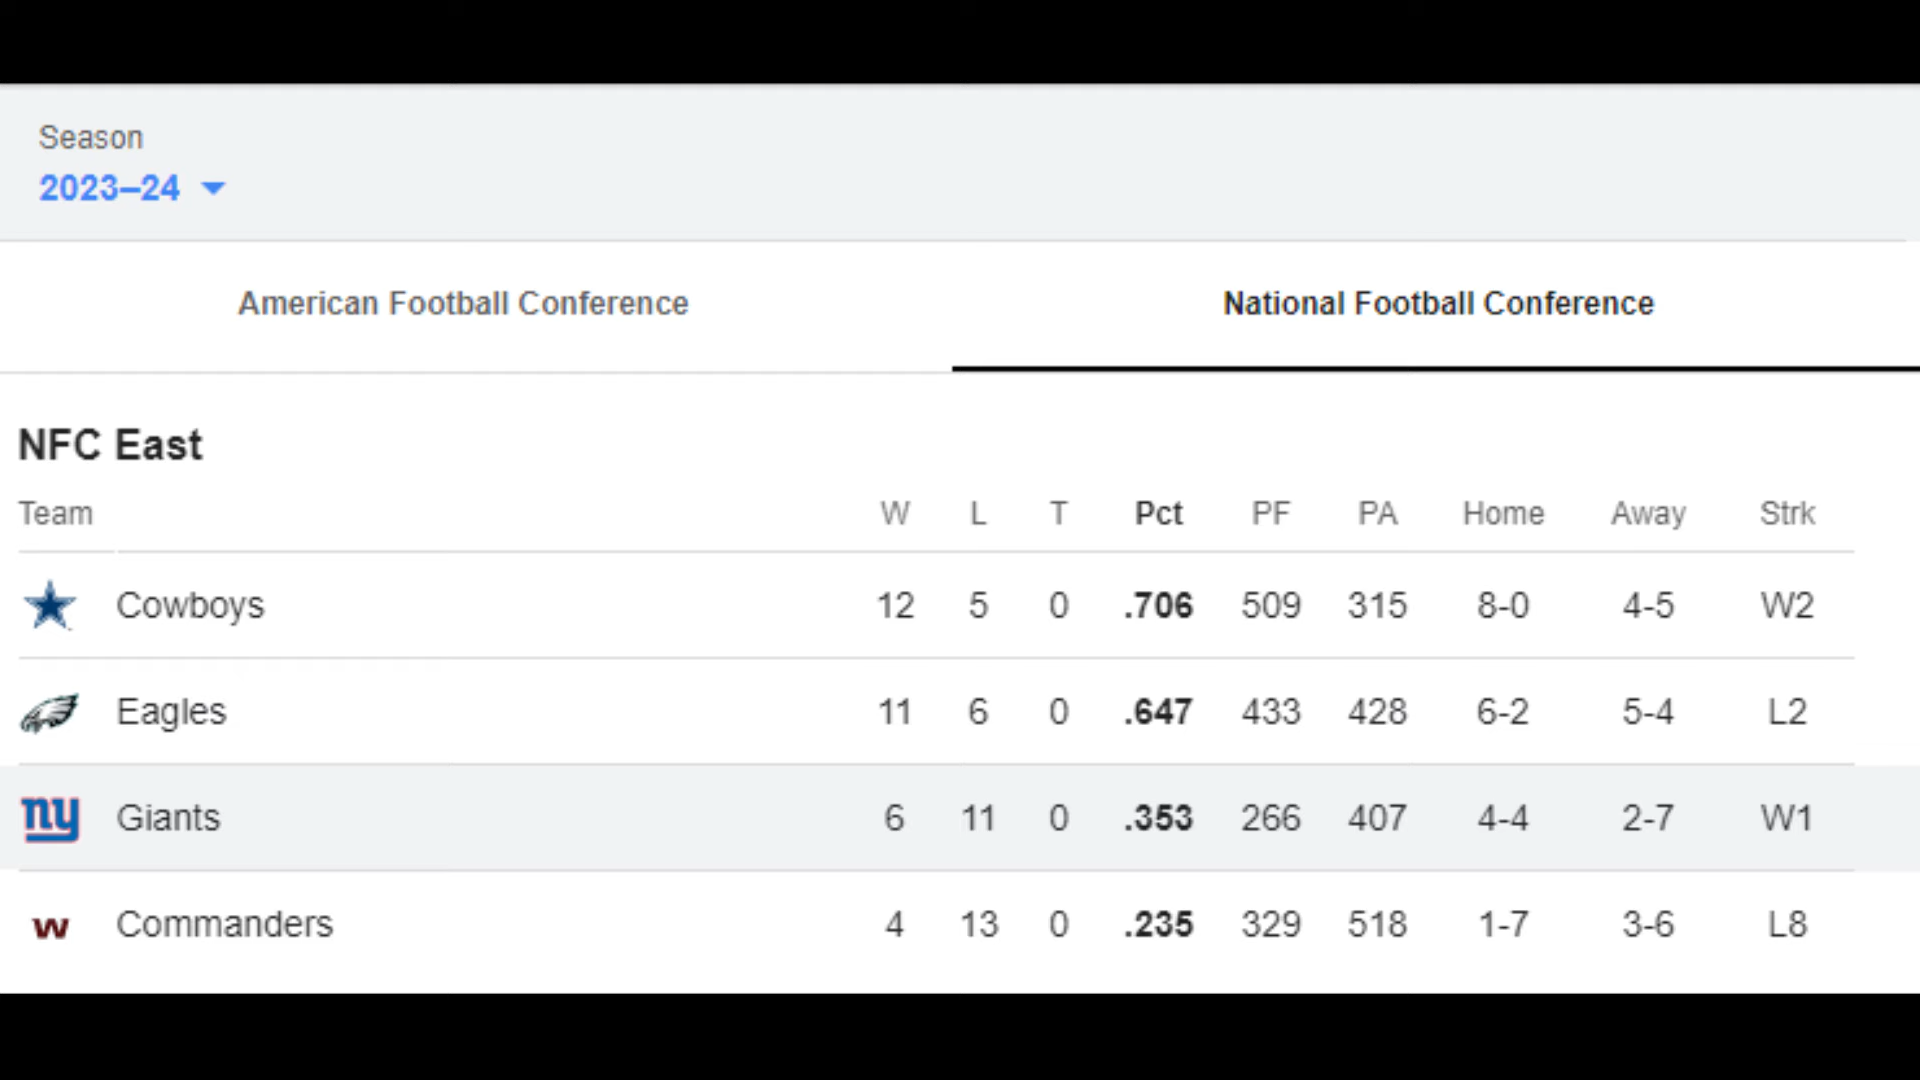 Season
2023–24
American Football Conference National Football Conference
NFC East
Team W L T Pct PF PA Home Away Strk
Cowboys 12 5 0 .706 509 315 8-0 4-5 W2
Eagles 11 6 0 .647 433 428 6-2 5-4 L2
ny Giants 6 11 0 .353 266 407 4-4 2-7 W1
W Commanders 4 13 0 .235 329 518 1-7 3-6 L8